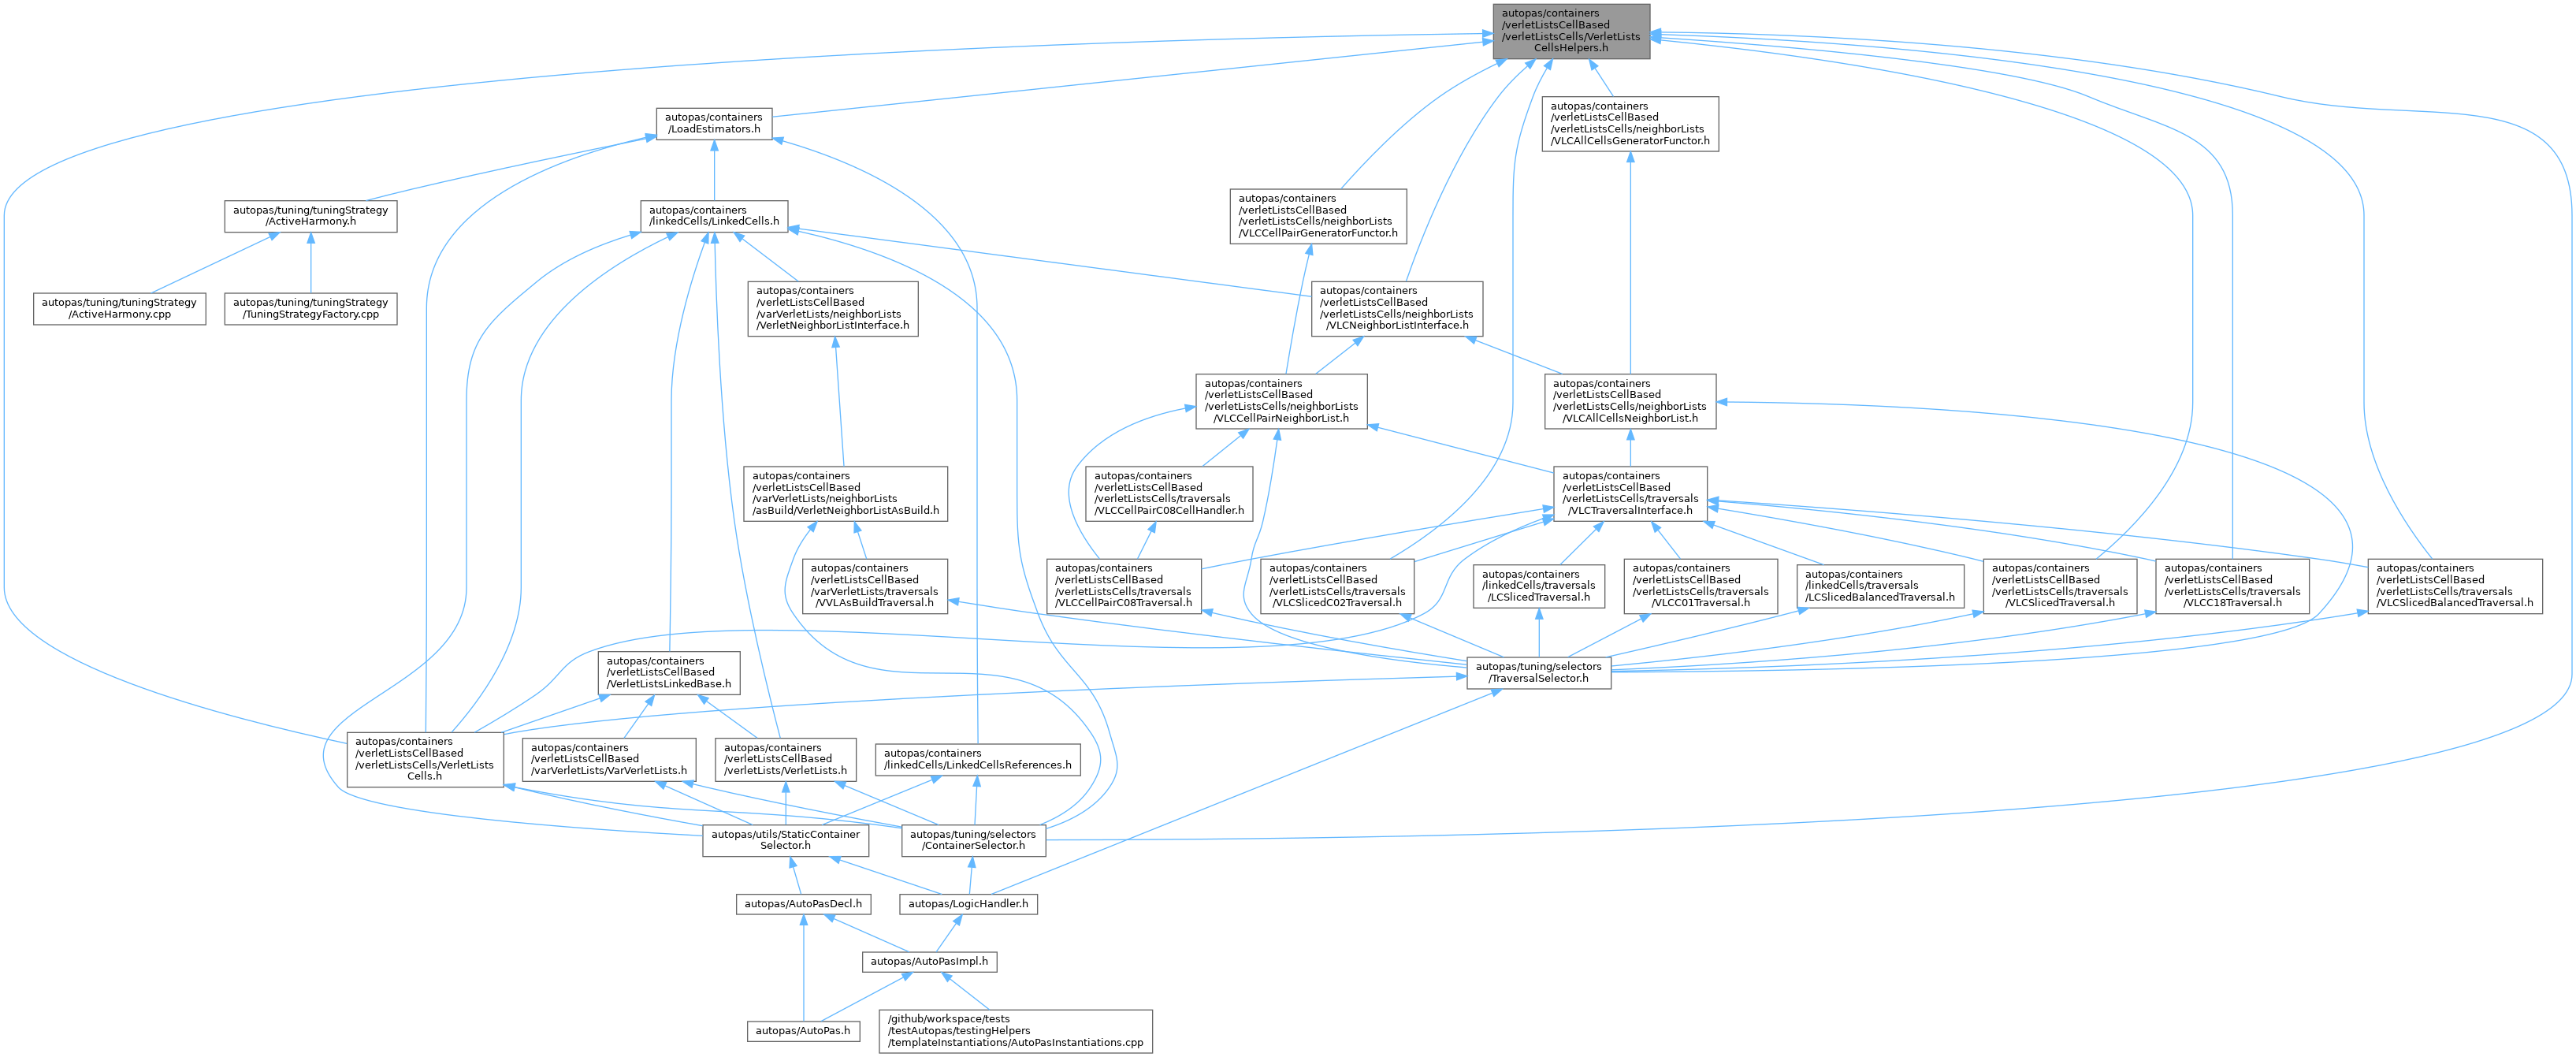 autopas/containers
/verletListsCellBased
/verletListsCells/VerletLists
CellsHelpers.h
autopas/containers
/LoadEstimators.h
autopas/containers
/verletListsCellBased
/verletListsCells/neighborLists
/VLCAllCellsGeneratorFunctor.h
autopas/tuning/tuningStrategy
/ActiveHarmony.h
autopas/containers
/linkedCells/LinkedCells.h
autopas/containers
/verletListsCellBased
/verletListsCells/neighborLists
/VLCCellPairGeneratorFunctor.h
autopas/tuning/tuningStrategy
/ActiveHarmony.cpp
autopas/tuning/tuningStrategy
/TuningStrategyFactory.cpp
autopas/containers
/verletListsCellBased
/varVerletLists/neighborLists
/VerletNeighborListInterface.h
autopas/containers
/verletListsCellBased
/verletListsCells/neighborLists
/VLCNeighborListInterface.h
autopas/containers
/verletListsCellBased
/verletListsCells/neighborLists
/VLCCellPairNeighborList.h
autopas/containers
/verletListsCellBased
/verletListsCells/neighborLists
/VLCAllCellsNeighborList.h
autopas/containers
/verletListsCellBased
/varVerletLists/neighborLists
/asBuild/VerletNeighborListAsBuild.h
autopas/containers
/verletListsCellBased
/verletListsCells/traversals
/VLCCellPairC08CellHandler.h
autopas/containers
/verletListsCellBased
/verletListsCells/traversals
/VLCTraversalInterface.h
autopas/containers
/verletListsCellBased
/varVerletLists/traversals
/VVLAsBuildTraversal.h
autopas/containers
/verletListsCellBased
/verletListsCells/traversals
/VLCCellPairC08Traversal.h
autopas/containers
/verletListsCellBased
/verletListsCells/traversals
/VLCSlicedC02Traversal.h
autopas/containers
/linkedCells/traversals
/LCSlicedTraversal.h
autopas/containers
/verletListsCellBased
/verletListsCells/traversals
/VLCC01Traversal.h
autopas/containers
/linkedCells/traversals
/LCSlicedBalancedTraversal.h
autopas/containers
/verletListsCellBased
/verletListsCells/traversals
/VLCSlicedTraversal.h
autopas/containers
/verletListsCellBased
/verletListsCells/traversals
/VLCC18Traversal.h
autopas/containers
/verletListsCellBased
/verletListsCells/traversals
/VLCSlicedBalancedTraversal.h
autopas/containers
/verletListsCellBased
/VerletListsLinkedBase.h
autopas/tuning/selectors
/TraversalSelector.h
autopas/containers
/verletListsCellBased
/verletListsCells/VerletLists
Cells.h
autopas/containers
/verletListsCellBased
/varVerletLists/VarVerletLists.h
autopas/containers
/verletListsCellBased
/verletLists/VerletLists.h
autopas/containers
/linkedCells/LinkedCellsReferences.h
autopas/utils/StaticContainer
Selector.h
autopas/tuning/selectors
/ContainerSelector.h
autopas/AutoPasDecl.h
autopas/LogicHandler.h
autopas/AutoPasImpl.h
autopas/AutoPas.h
/github/workspace/tests
/testAutopas/testingHelpers
/templateInstantiations/AutoPasInstantiations.cpp